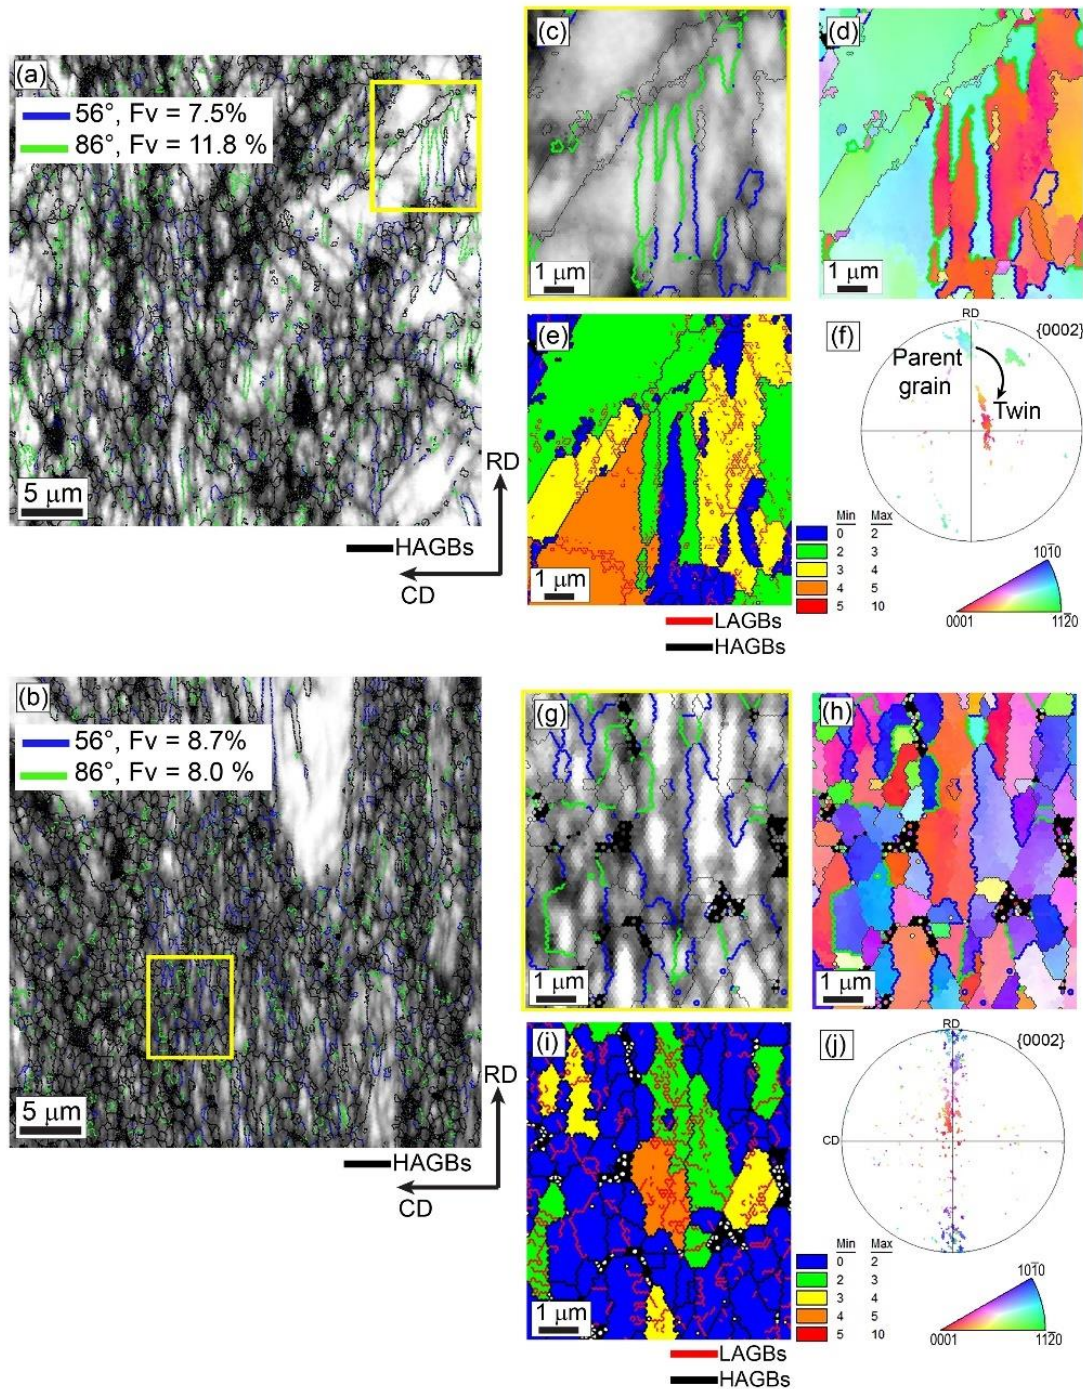 (a)
56°, Fv = 7.5%
86°, Fv = 11.8 %
5 µm
HAGBs
RD
CD
(c)
1 µm
(d)
1 µm
(e)
1 µm
LAGBs
HAGBs
(f)
RD
{0002}
Parent
grain
Twin
Min Max
0 2
2 3
3 4
4 5
5 10
101̄0
0001 112̄0
(b)
56°, Fv = 8.7%
86°, Fv = 8.0 %
5 µm
HAGBs
RD
CD
(g)
1 µm
(h)
1 µm
(i)
1 µm
LAGBs
HAGBs
(j)
RD
{0002}
CD
Min Max
0 2
2 3
3 4
4 5
5 10
101̄0
0001 112̄0